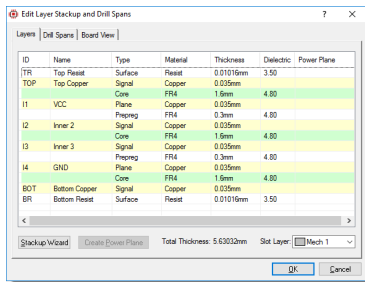 Edit Layer Stackup and Drill Spans ? ×
Layers Drill Spans Board View
ID Name Type Material Thickness Dielectric Power Plane
TR Top Resist Surface Resist 0.01016mm 3.50
TOP Top Copper Signal Copper 0.035mm
Core FR4 1.6mm 4.80
I1 VCC Plane Copper 0.035mm
Prepreg FR4 0.3mm 4.80
I2 Inner 2 Signal Copper 0.035mm
Core FR4 1.6mm 4.80
I3 Inner 3 Signal Copper 0.035mm
Prepreg FR4 0.3mm 4.80
I4 GND Plane Copper 0.035mm
Core FR4 1.6mm 4.80
BOT Bottom Copper Signal Copper 0.035mm
BR Bottom Resist Surface Resist 0.01016mm 3.50
Stackup Wizard Create Power Plane Total Thickness: 5.63032mm Slot Layer: Mech 1
OK Cancel